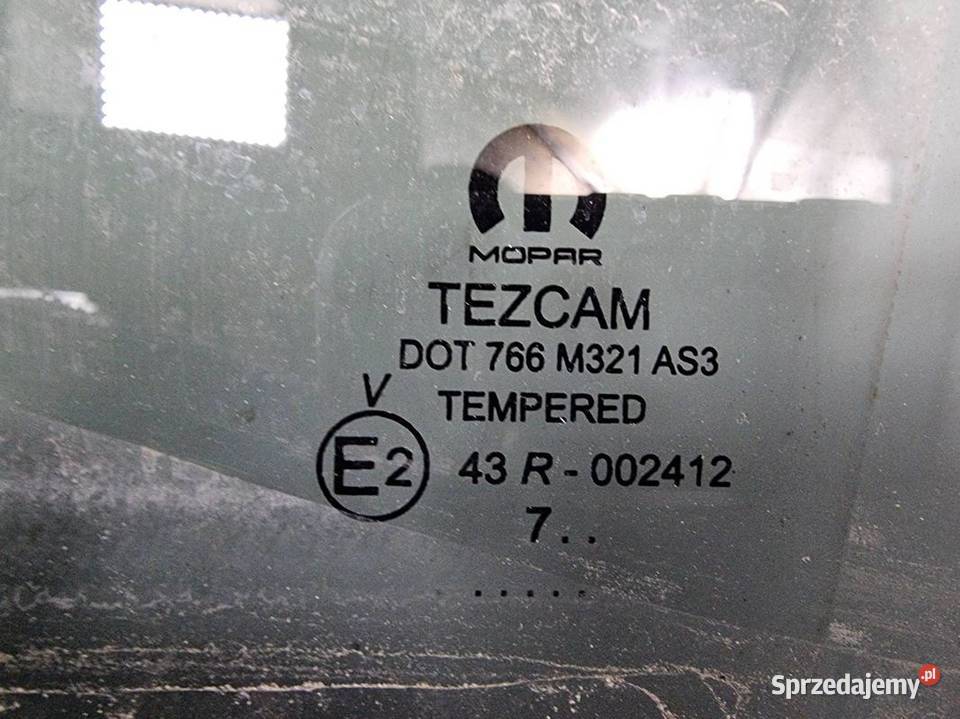 MOPAR
TEZCAM
DOT 766 M321 AS3
V
TEMPERED
E2
43 R - 002412
7..
.....
Sprzedajemy.pl